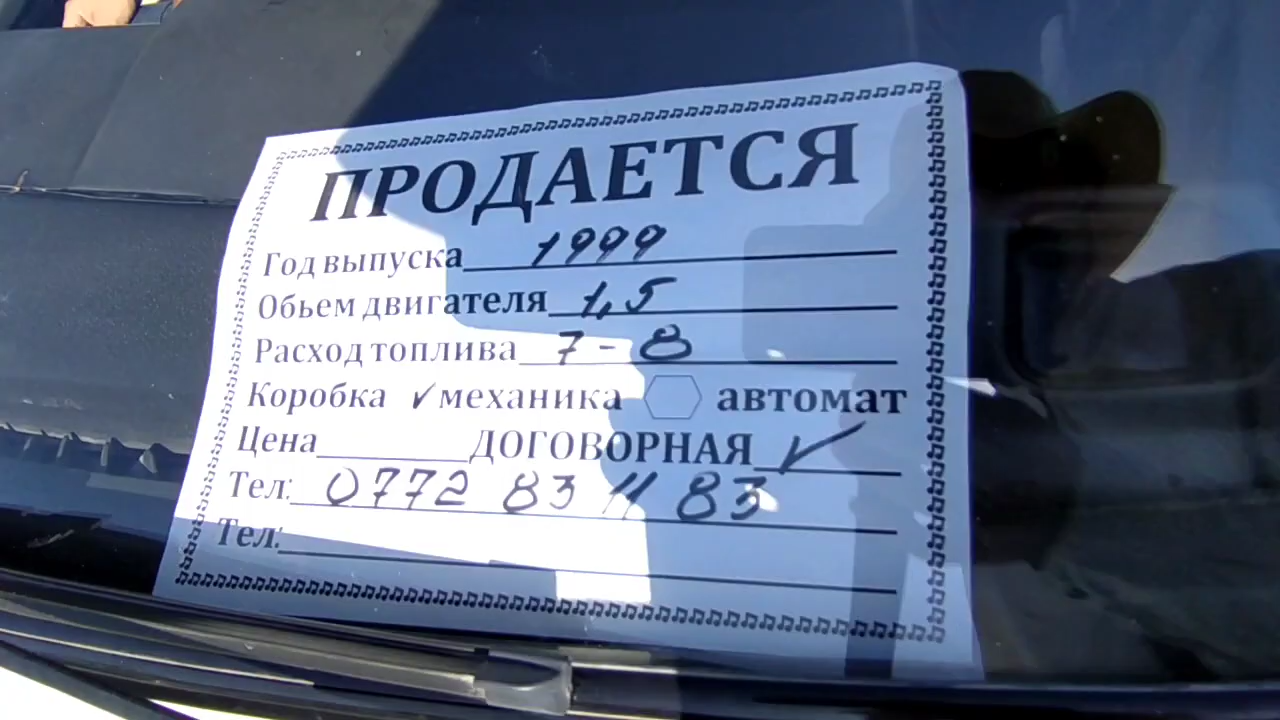 ПРОДАЕТСЯ
Год выпуска 1999
Обьем двигателя 1,5
Расход топлива 7-8
Коробка ✓ механика автомат
Цена ДОГОВОРНАЯ ✓
Тел: 0772 83 11 83
Тел: